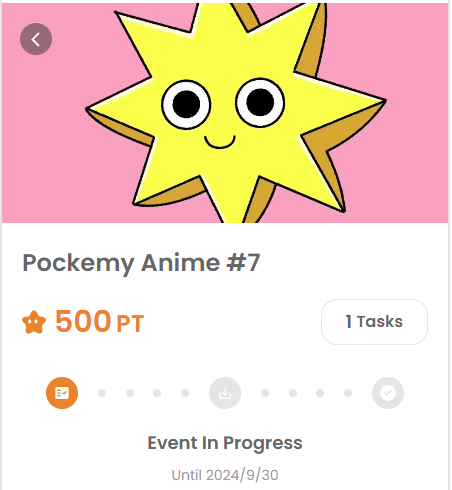 Pockemy Anime #7
500 PT
1 Tasks
Event In Progress
Until 2024/9/30